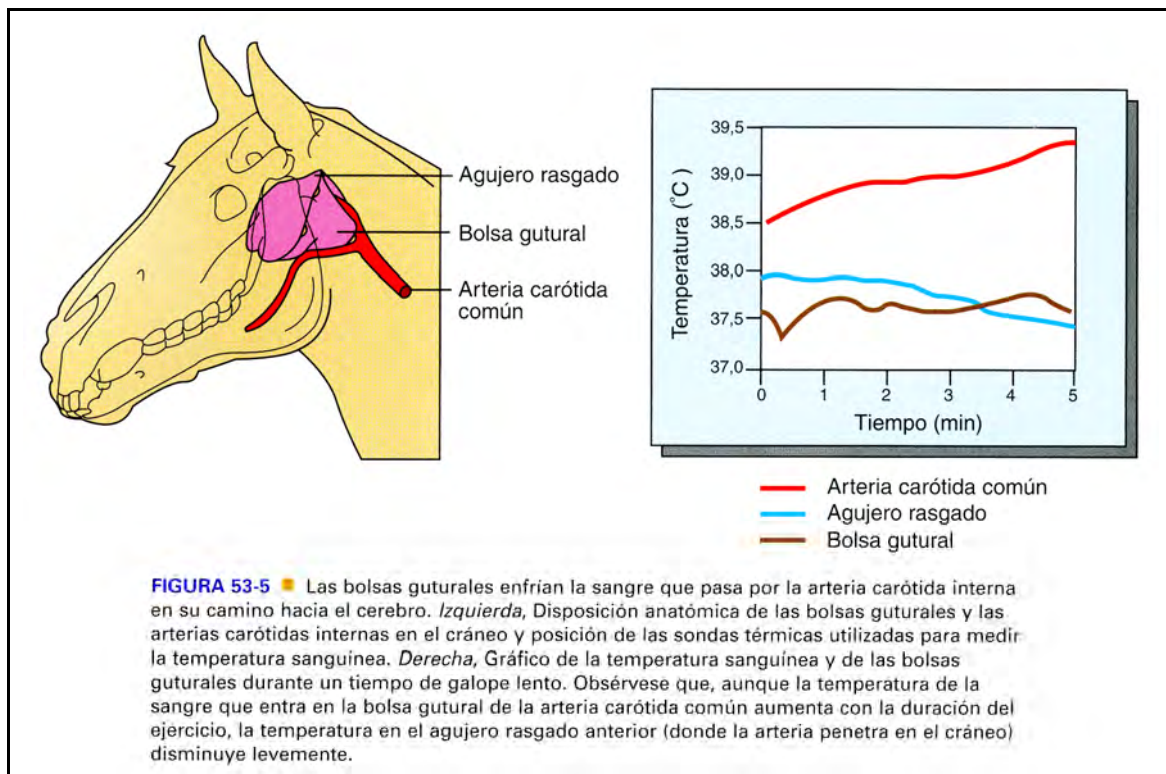 Agujero rasgado
Bolsa gutural
Arteria carótida
común
Temperatura (°C)
39,5
39,0
38,5
38,0
37,5
37,0
0 1 2 3 4 5
Tiempo (min)
Arteria carótida común
Agujero rasgado
Bolsa gutural
FIGURA 53-5 Las bolsas guturales enfrían la sangre que pasa por la arteria carótida interna
en su camino hacia el cerebro. Izquierda, Disposición anatómica de las bolsas guturales y las
arterias carótidas internas en el cráneo y posición de las sondas térmicas utilizadas para medir
la temperatura sanguínea. Derecha, Gráfico de la temperatura sanguínea y de las bolsas
guturales durante un tiempo de galope lento. Obsérvese que, aunque la temperatura de la
sangre que entra en la bolsa gutural de la arteria carótida común aumenta con la duración del
ejercicio, la temperatura en el agujero rasgado anterior (donde la arteria penetra en el cráneo)
disminuye levemente.